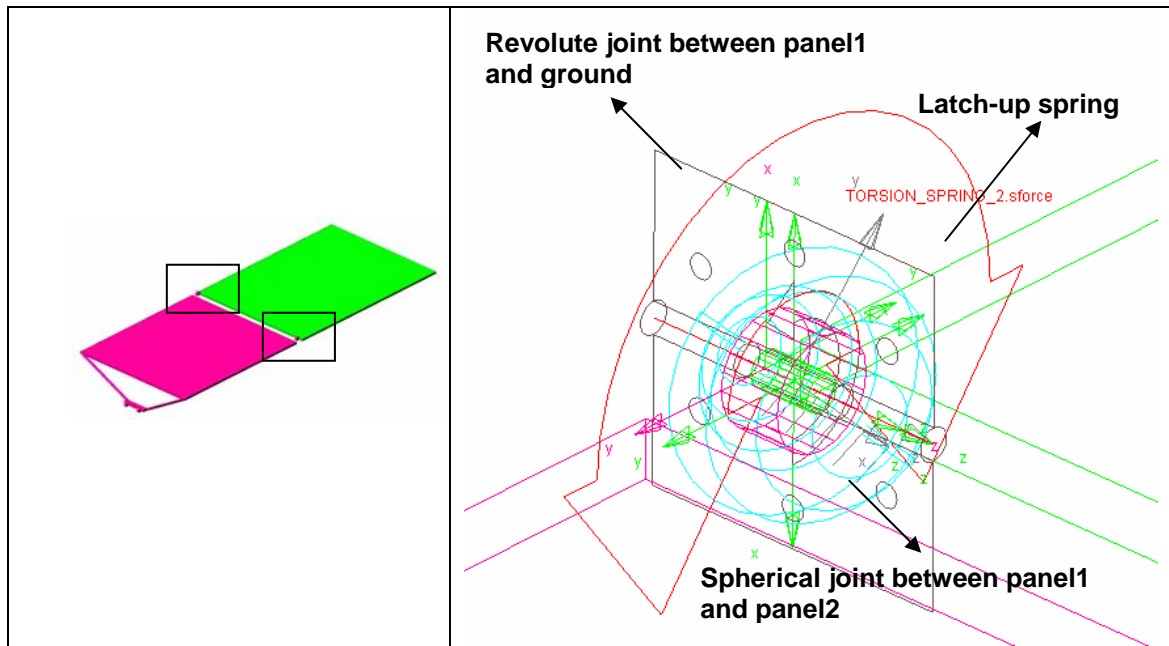 Revolute joint between panel1
and ground
Latch-up spring
x
x
y
y
y
TORSION_SPRING_2.sforce
y
y
y
x
z
z
z
z
z
x
Spherical joint between panel1
and panel2